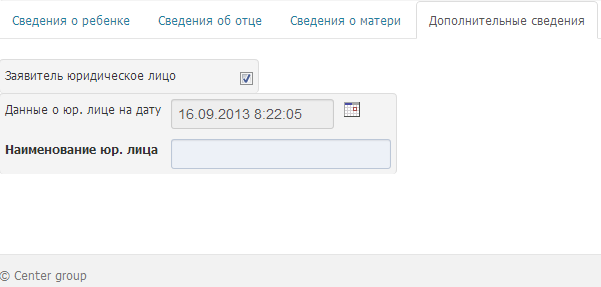 Сведения о ребенке Сведения об отце Сведения о матери Дополнительные сведения
Заявитель юридическое лицо
Данные о юр. лице на дату 16.09.2013 8:22:05
Наименование юр. лица
© Center group